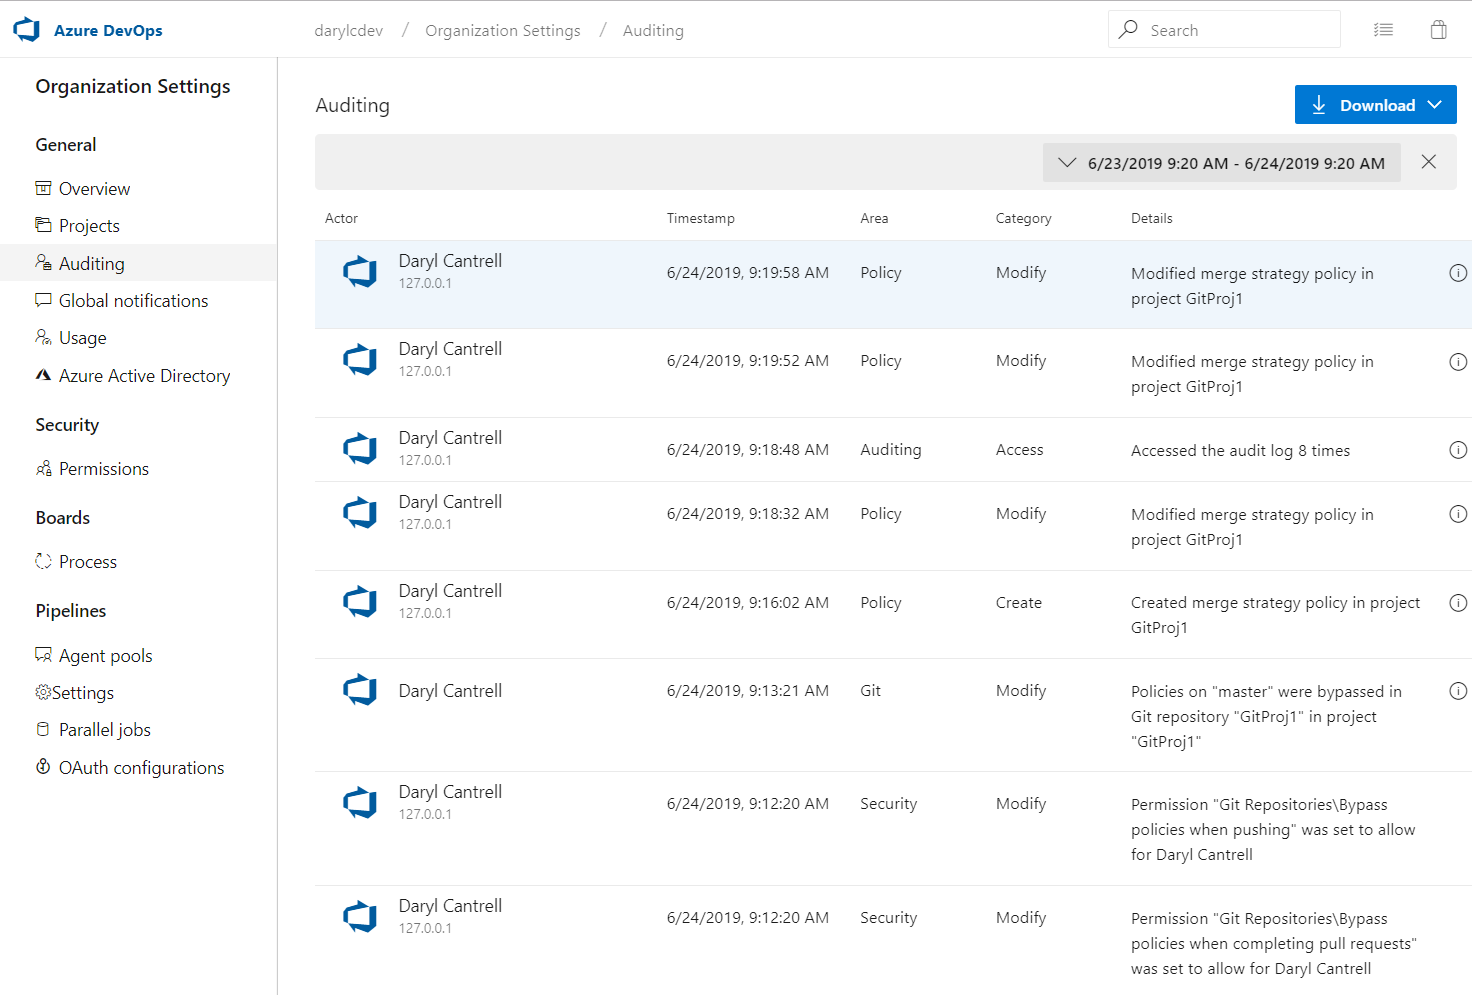 Azure DevOps
darylcdev / Organization Settings / Auditing
Search
Organization Settings
General
Overview
Projects
Auditing
Global notifications
Usage
Azure Active Directory
Security
Permissions
Boards
Process
Pipelines
Agent pools
Settings
Parallel jobs
OAuth configurations
Auditing
Download
6/23/2019 9:20 AM - 6/24/2019 9:20 AM
Actor Timestamp Area Category Details
Daryl Cantrell
127.0.0.1
6/24/2019, 9:19:58 AM Policy Modify
Modified merge strategy policy in
project GitProj1
Daryl Cantrell
127.0.0.1
6/24/2019, 9:19:52 AM Policy Modify
Modified merge strategy policy in
project GitProj1
Daryl Cantrell
127.0.0.1
6/24/2019, 9:18:48 AM Auditing Access
Accessed the audit log 8 times
Daryl Cantrell
127.0.0.1
6/24/2019, 9:18:32 AM Policy Modify
Modified merge strategy policy in
project GitProj1
Daryl Cantrell
127.0.0.1
6/24/2019, 9:16:02 AM Policy Create
Created merge strategy policy in project
GitProj1
Daryl Cantrell
6/24/2019, 9:13:21 AM Git Modify
Policies on "master" were bypassed in
Git repository "GitProj1" in project
"GitProj1"
Daryl Cantrell
127.0.0.1
6/24/2019, 9:12:20 AM Security Modify
Permission "Git Repositories\Bypass
policies when pushing" was set to allow
for Daryl Cantrell
Daryl Cantrell
127.0.0.1
6/24/2019, 9:12:20 AM Security Modify
Permission "Git Repositories\Bypass
policies when completing pull requests"
was set to allow for Daryl Cantrell